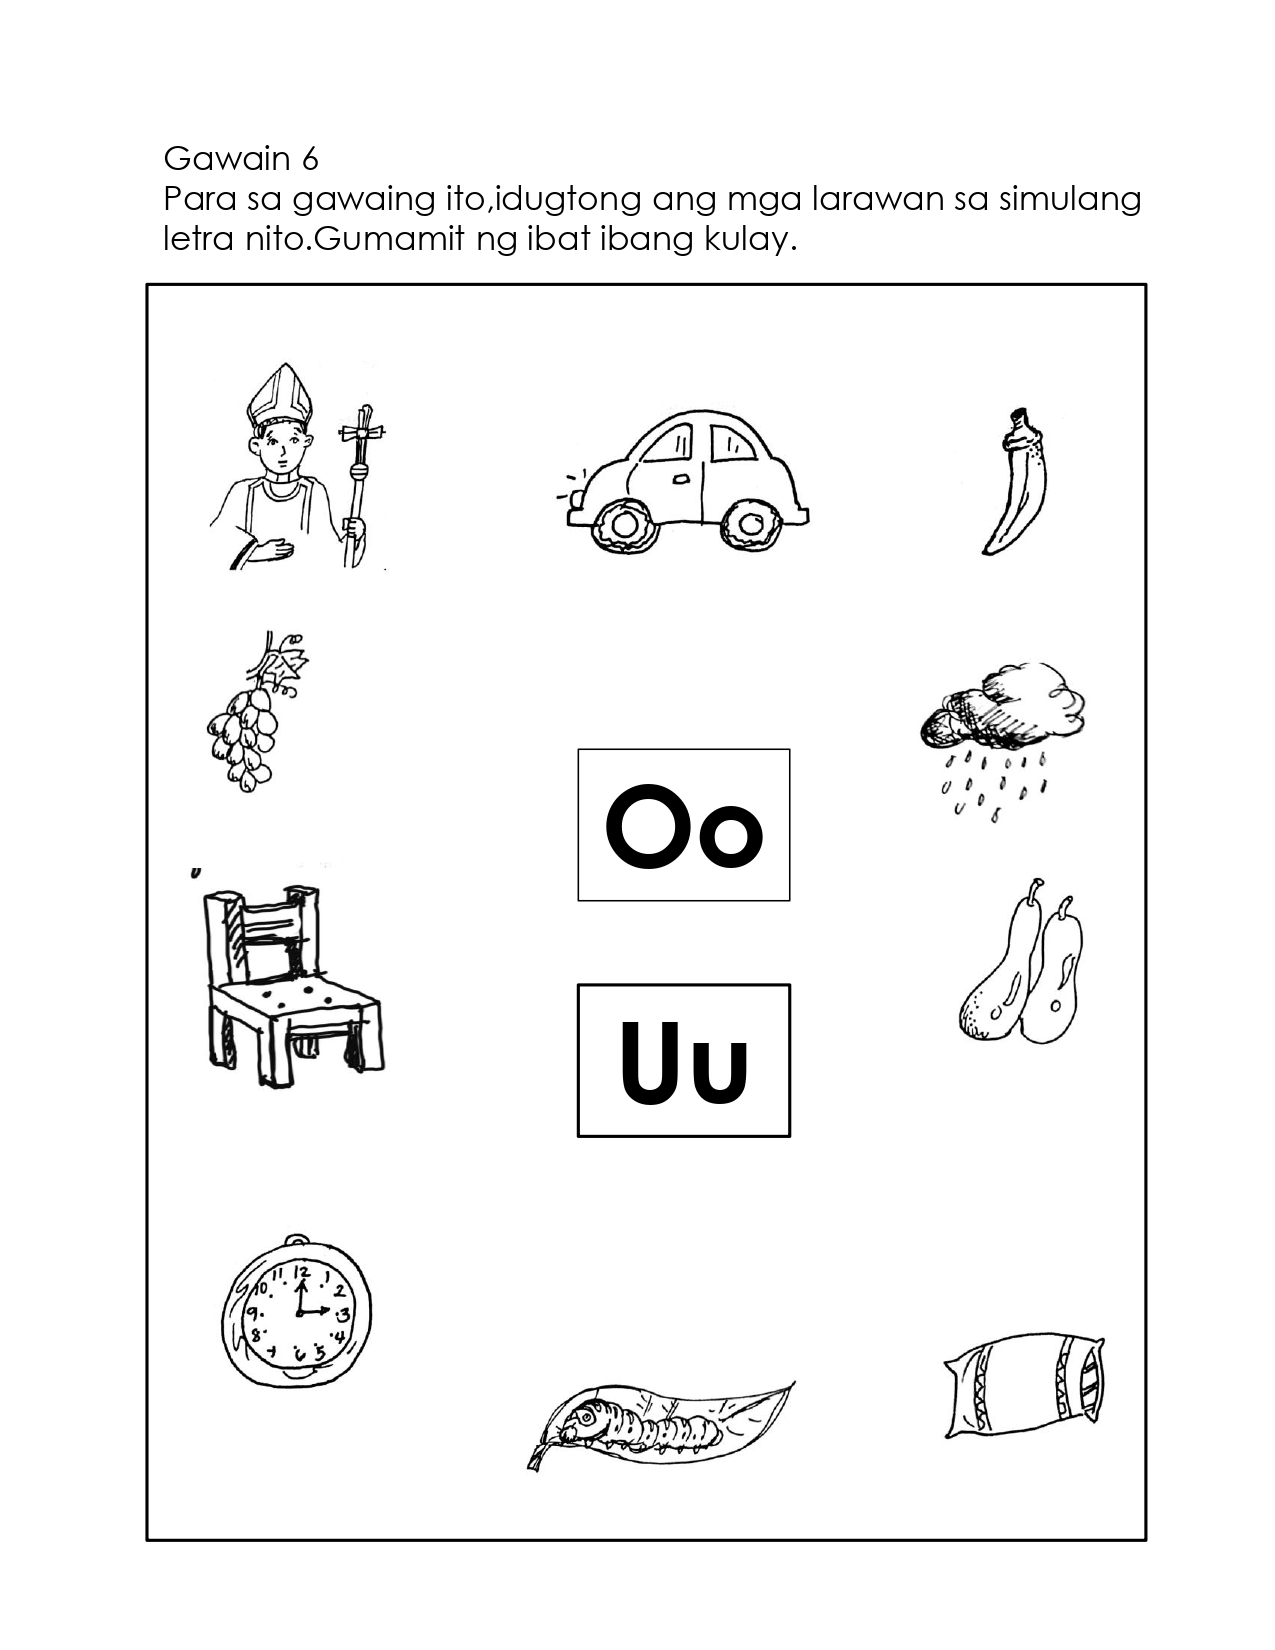 Gawain 6
Para sa gawaing ito,idugtong ang mga larawan sa simulang
letra nito.Gumamit ng ibat ibang kulay.
Oo
Uu
12
1
2
3
4
5
6
7
8
9
10
11